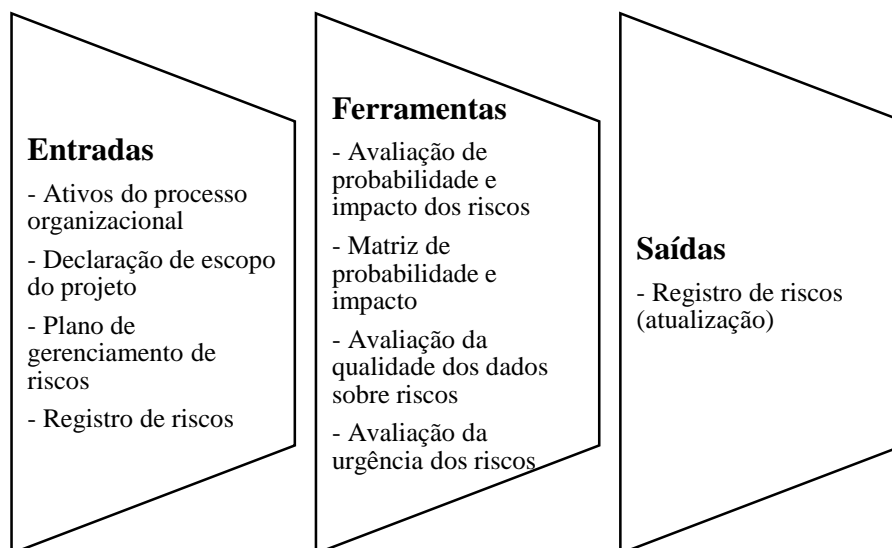 Entradas
- Ativos do processo
organizacional
- Declaração de escopo
do projeto
- Plano de
gerenciamento de
riscos
- Registro de riscos
Ferramentas
- Avaliação de
probabilidade e
impacto dos riscos
- Matriz de
probabilidade e
impacto
- Avaliação da
qualidade dos dados
sobre riscos
- Avaliação da
urgência dos riscos
Saídas
- Registro de riscos
(atualização)